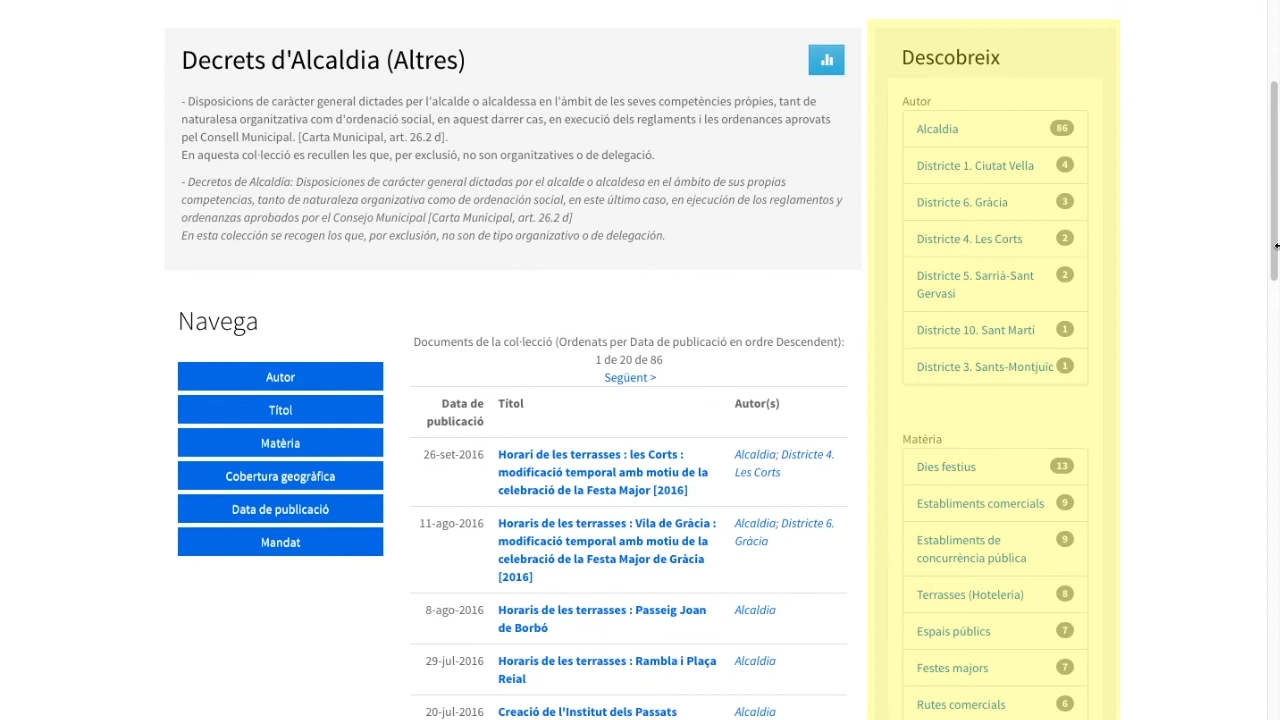 Decrets d'Alcaldia (Altres)
- Disposicions de caràcter general dictades per l'alcalde o alcaldessa en l'àmbit de les seves competències pròpies, tant de
naturalesa organitzativa com d'ordenació social, en aquest darrer cas, en execució dels reglaments i les ordenances aprovats
pel Consell Municipal. [Carta Municipal, art. 26.2 d].
En aquesta col·lecció es recullen les que, per exclusió, no son organitzatives o de delegació.
- Decretos de Alcaldía: Disposiciones de carácter general dictadas por el alcalde o alcaldesa en el ámbito de sus propias
competencias, tanto de naturaleza organizativa como de ordenación social, en este último caso, en ejecución de los reglamentos y
ordenanzas aprobados por el Consejo Municipal [Carta Municipal, art. 26.2 d]
En esta colección se recogen los que, por exclusión, no son de tipo organizativo o de delegación.
Navega
Autor
Títol
Matèria
Cobertura geogràfica
Data de publicació
Mandat
Documents de la col·lecció (Ordenats per Data de publicació en ordre Descendent):
1 de 20 de 86
Següent >
Data de publicació Títol Autor(s)
26-set-2016 Horari de les terrasses : les Corts : Alcaldia; Districte 4.
modificació temporal amb motiu de la Les Corts
celebració de la Festa Major [2016]
11-ago-2016 Horaris de les terrasses : Vila de Gràcia : Alcaldia; Districte 6.
modificació temporal amb motiu de la Gràcia
celebració de la Festa Major de Gràcia
[2016]
8-ago-2016 Horaris de les terrasses : Passeig Joan Alcaldia
de Borbó
29-jul-2016 Horaris de les terrasses : Rambla i Plaça Alcaldia
Reial
20-jul-2016 Creació de l'Institut dels Passats Alcaldia
Descobreix
Autor
Alcaldia 86
Districte 1. Ciutat Vella 4
Districte 6. Gràcia 3
Districte 4. Les Corts 2
Districte 5. Sarrià-Sant 2
Gervasi
Districte 10. Sant Martí 1
Districte 3. Sants-Montjuïc 1
Matèria
Dies festius 13
Establiments comercials 9
Establiments de 9
concurrència pública
Terrasses (Hoteleria) 8
Espais públics 7
Festes majors 7
Rutes comercials 6